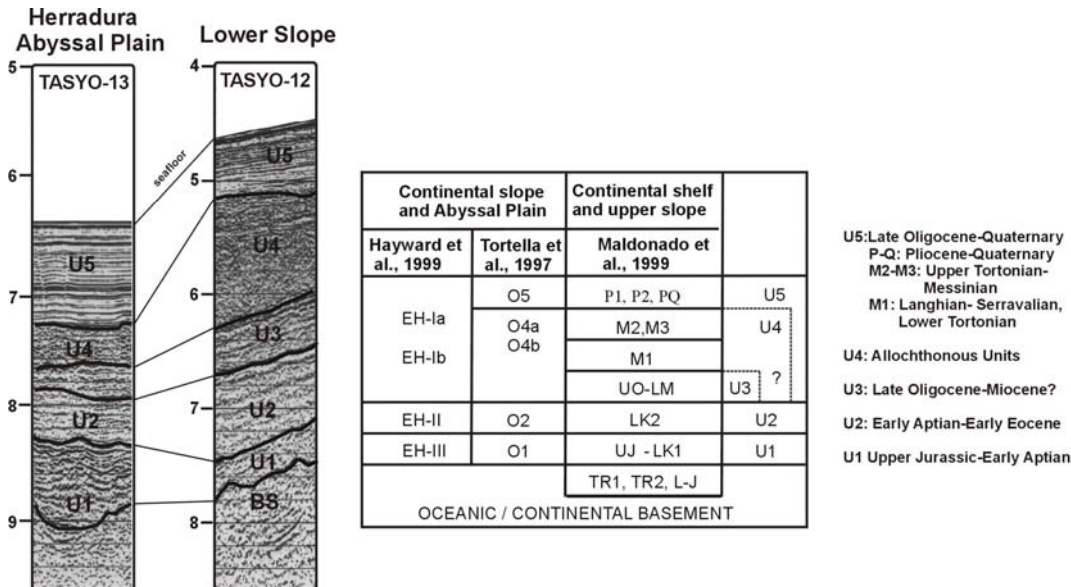 Herradura
Abyssal Plain
Lower Slope
5
TASYO-13
6
U5
7
U4
8
U2
U1
9
seafloor
4
TASYO-12
U5
5
U4
6
U3
7
U2
U1
BS
8
Continental slope
and Abyssal Plain
Continental shelf
and upper slope
Hayward et
al., 1999
Tortella et
al., 1997
Maldonado et
al., 1999
EH-Ia
O5
P1, P2, PQ
U5
O4a
M2,M3
U4
O4b
EH-Ib
M1
?
UO-LM
U3
EH-II
O2
LK2
U2
EH-III
O1
UJ - LK1
U1
TR1, TR2, L-J
OCEANIC / CONTINENTAL BASEMENT
U5:Late Oligocene-Quaternary
P-Q: Pliocene-Quaternary
M2-M3: Upper Tortonian-
Messinian
M1: Langhian- Serravalian,
Lower Tortonian
U4: Allochthonous Units
U3: Late Oligocene-Miocene?
U2: Early Aptian-Early Eocene
U1 Upper Jurassic-Early Aptian